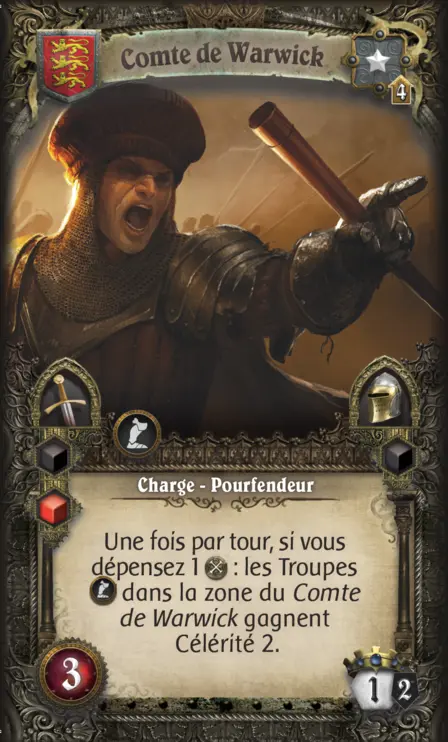 Comte de Warwick
4
Charge - Pourfendeur
Une fois par tour, si vous
dépensez 1 : les Troupes
dans la zone du Comte
de Warwick gagnent
Célérité 2.
3
1 2